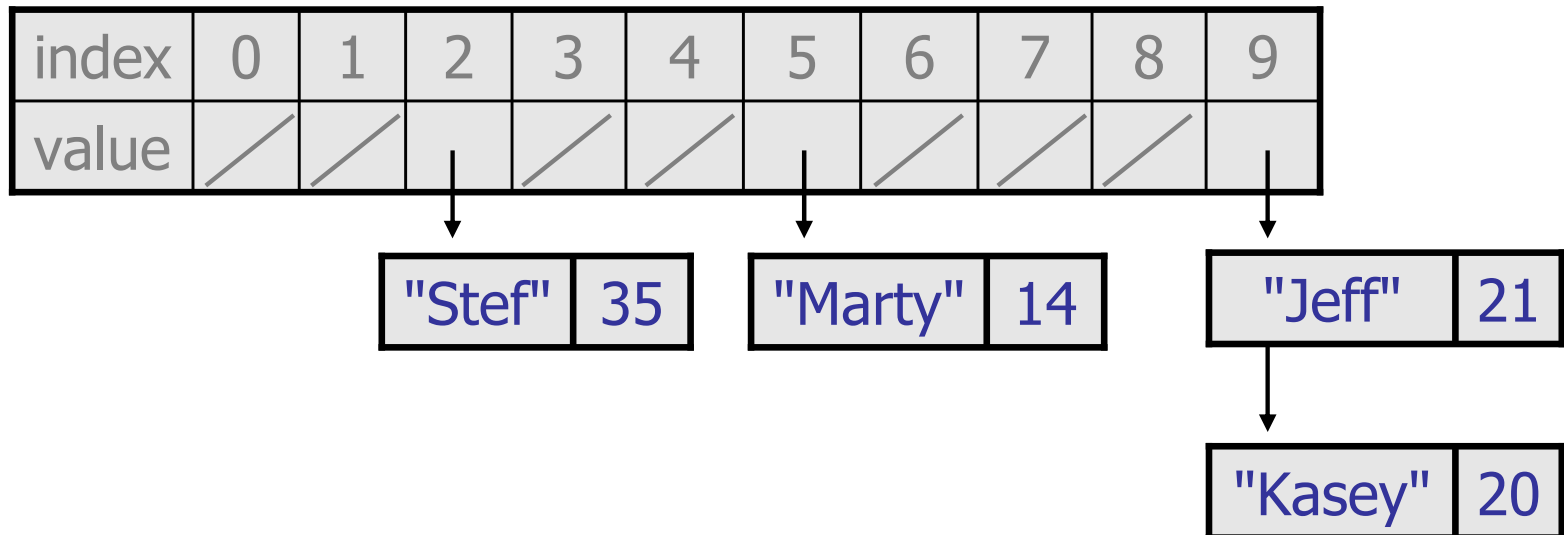 index 0 1 2 3 4 5 6 7 8 9
value
"Stef" 35 "Marty" 14 "Jeff" 21
"Kasey" 20